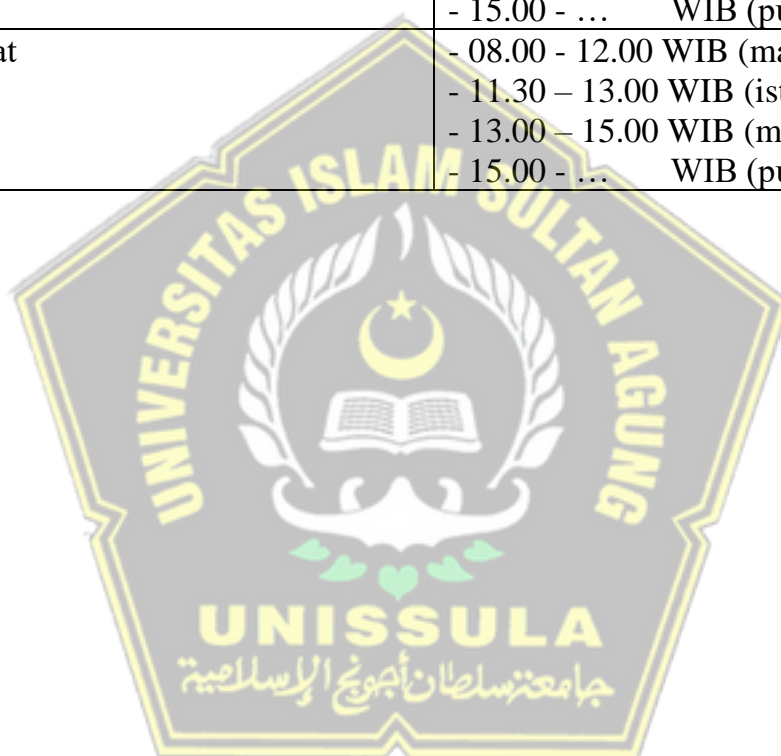 - 15.00 - … WIB (pu
at
- 08.00 - 12.00 WIB (ma
- 11.30 – 13.00 WIB (ist
- 13.00 – 15.00 WIB (m
- 15.00 - … WIB (pu
UNIVERSITAS ISLAM SULTAN AGUNG
UNISSULA
جامعة سلطان أجونج الإسلامية